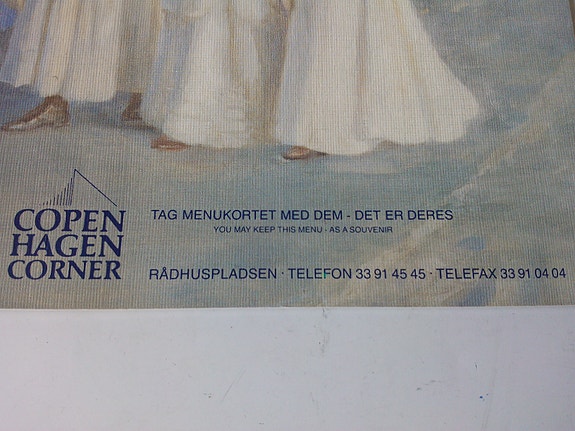 COPEN
HAGEN
CORNER
TAG MENUKORTET MED DEM - DET ER DERES
YOU MAY KEEP THIS MENU - AS A SOUVENIR
RÅDHUSPLADSEN · TELEFON 33 91 45 45 · TELEFAX 33 91 04 04